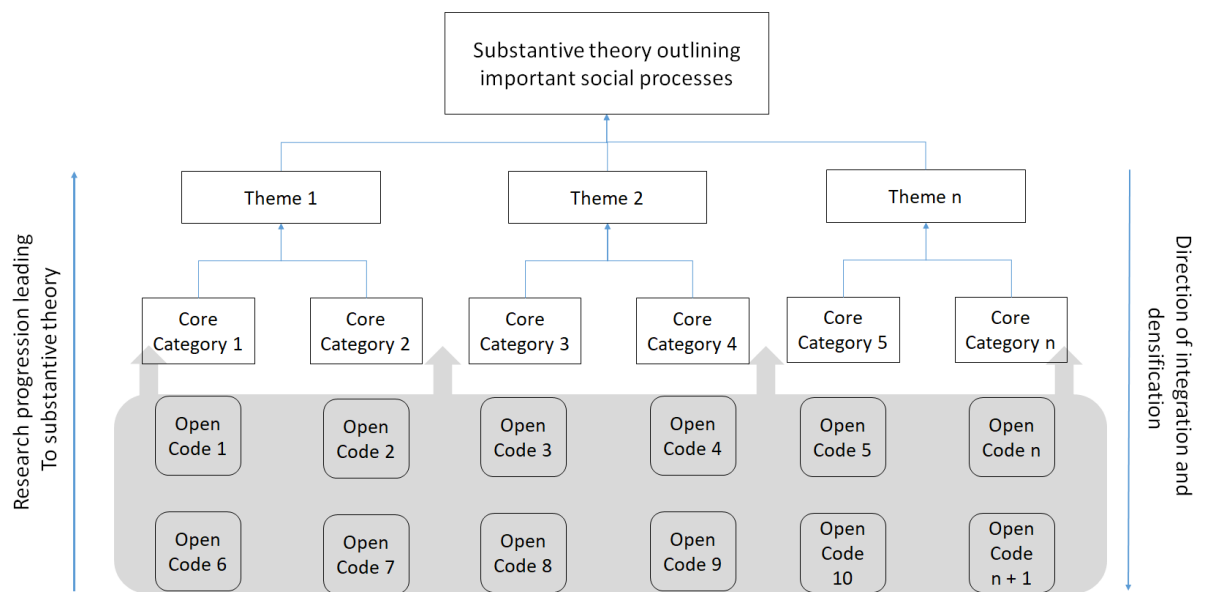 Substantive theory outlining
important social processes
Theme 1
Theme 2
Theme n
Core
Category 1
Core
Category 2
Core
Category 3
Core
Category 4
Core
Category 5
Core
Category n
Open
Code 1
Open
Code 2
Open
Code 3
Open
Code 4
Open
Code 5
Open
Code n
Open
Code 6
Open
Code 7
Open
Code 8
Open
Code 9
Open
Code
10
Open
Code
n + 1
Research progression leading
To substantive theory
Direction of integration and
densification